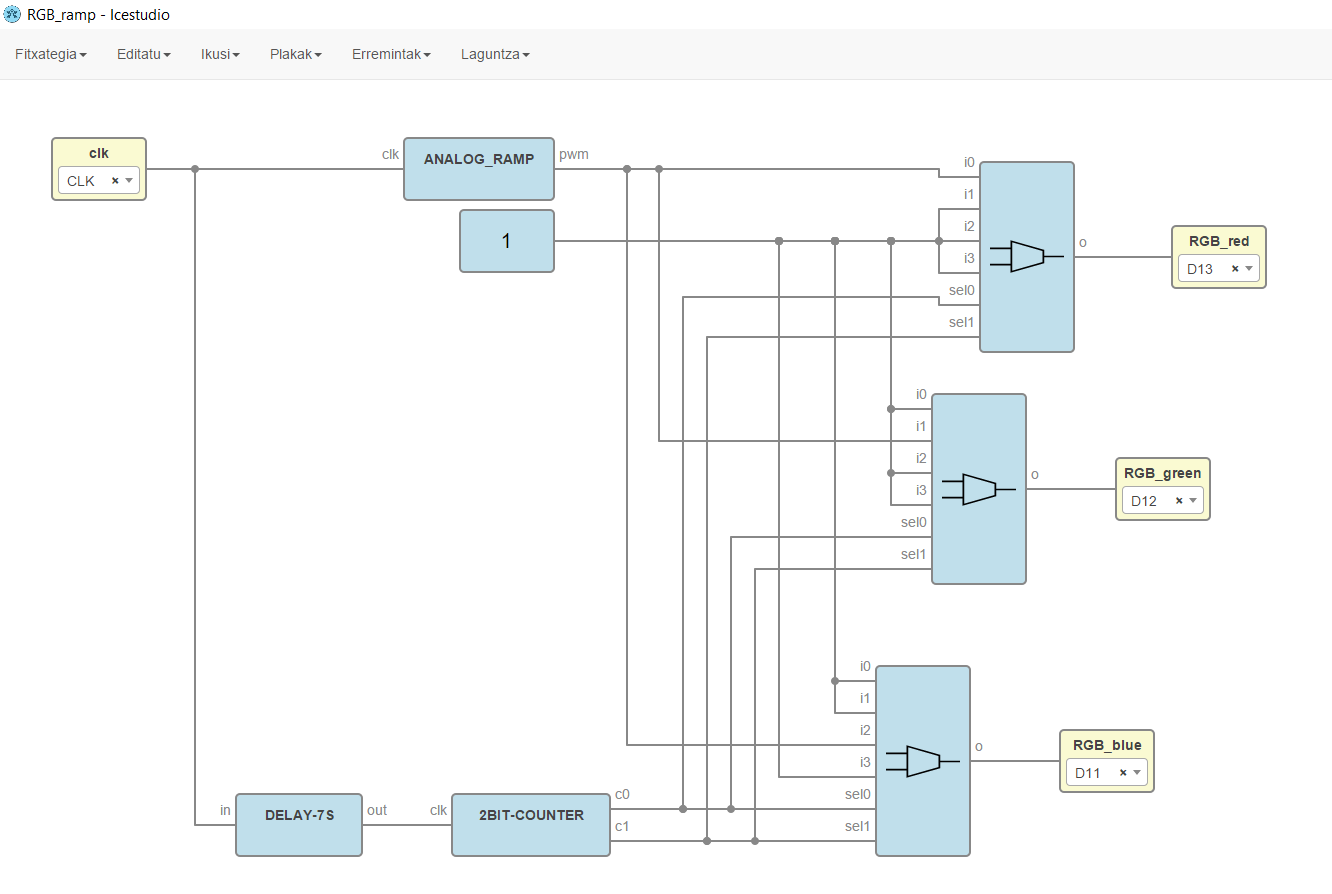 RGB_ramp - Icestudio
Fitxategia Editatu Ikusi Plakak Erremintak Laguntza
clk
CLK ×
clk
ANALOG_RAMP
pwm
1
i0
i1
i2
i3
sel0
sel1
o
RGB_red
D13 ×
i0
i1
i2
i3
sel0
sel1
o
RGB_green
D12 ×
i0
i1
i2
i3
sel0
sel1
o
RGB_blue
D11 ×
in
DELAY-7S
out
clk
2BIT-COUNTER
c0
c1